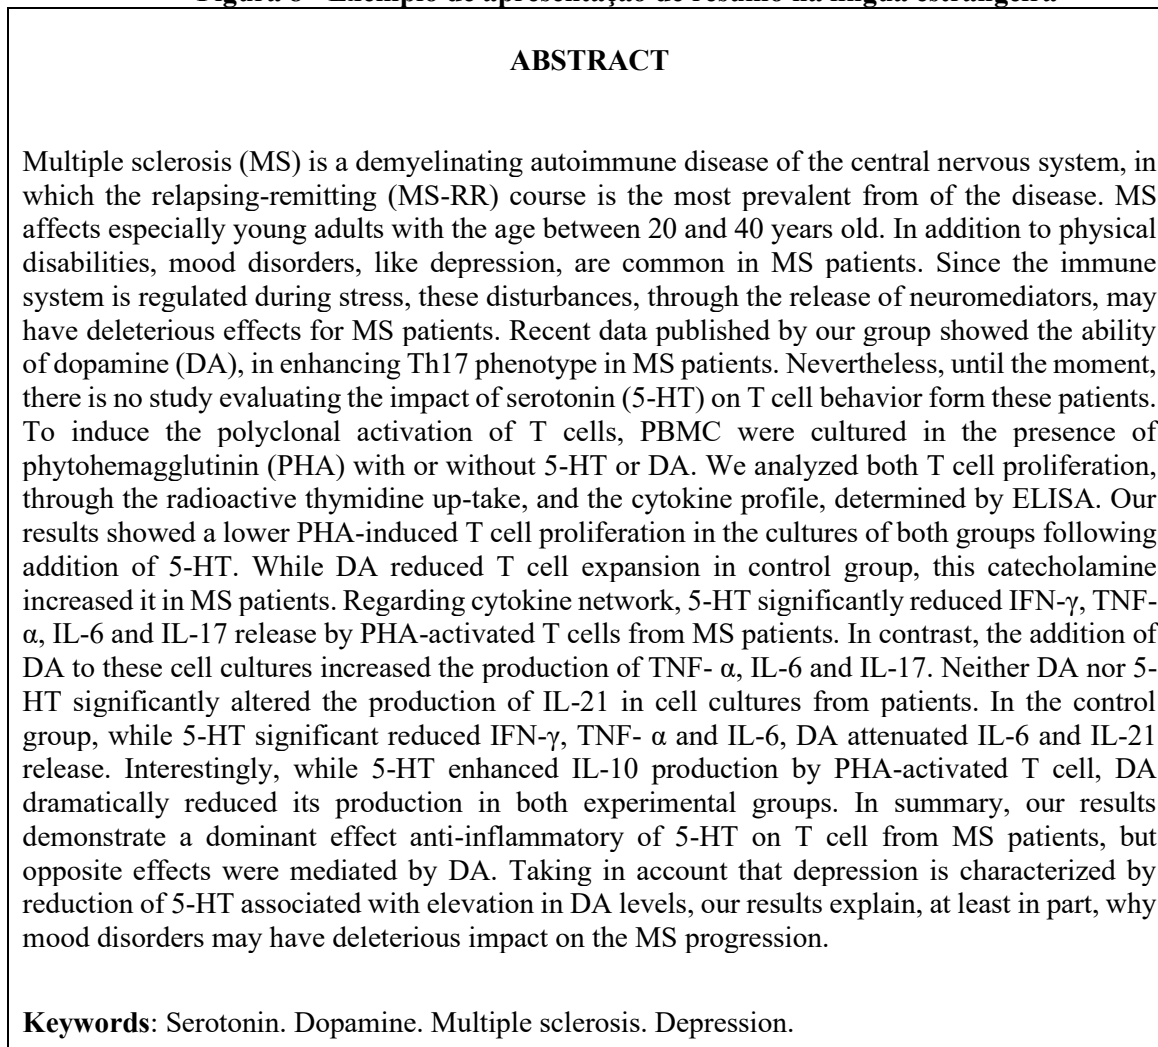 Figura 8 - Exemplo de apresentação de resumo na língua estrangeira
ABSTRACT
Multiple sclerosis (MS) is a demyelinating autoimmune disease of the central nervous system, in
which the relapsing-remitting (MS-RR) course is the most prevalent from of the disease. MS
affects especially young adults with the age between 20 and 40 years old. In addition to physical
disabilities, mood disorders, like depression, are common in MS patients. Since the immune
system is regulated during stress, these disturbances, through the release of neuromediators, may
have deleterious effects for MS patients. Recent data published by our group showed the ability
of dopamine (DA), in enhancing Th17 phenotype in MS patients. Nevertheless, until the moment,
there is no study evaluating the impact of serotonin (5-HT) on T cell behavior form these patients.
To induce the polyclonal activation of T cells, PBMC were cultured in the presence of
phytohemagglutinin (PHA) with or without 5-HT or DA. We analyzed both T cell proliferation,
through the radioactive thymidine up-take, and the cytokine profile, determined by ELISA. Our
results showed a lower PHA-induced T cell proliferation in the cultures of both groups following
addition of 5-HT. While DA reduced T cell expansion in control group, this catecholamine
increased it in MS patients. Regarding cytokine network, 5-HT significantly reduced IFN-γ, TNF-
α, IL-6 and IL-17 release by PHA-activated T cells from MS patients. In contrast, the addition of
DA to these cell cultures increased the production of TNF- α, IL-6 and IL-17. Neither DA nor 5-
HT significantly altered the production of IL-21 in cell cultures from patients. In the control
group, while 5-HT significant reduced IFN-γ, TNF- α and IL-6, DA attenuated IL-6 and IL-21
release. Interestingly, while 5-HT enhanced IL-10 production by PHA-activated T cell, DA
dramatically reduced its production in both experimental groups. In summary, our results
demonstrate a dominant effect anti-inflammatory of 5-HT on T cell from MS patients, but
opposite effects were mediated by DA. Taking in account that depression is characterized by
reduction of 5-HT associated with elevation in DA levels, our results explain, at least in part, why
mood disorders may have deleterious impact on the MS progression.
Keywords: Serotonin. Dopamine. Multiple sclerosis. Depression.